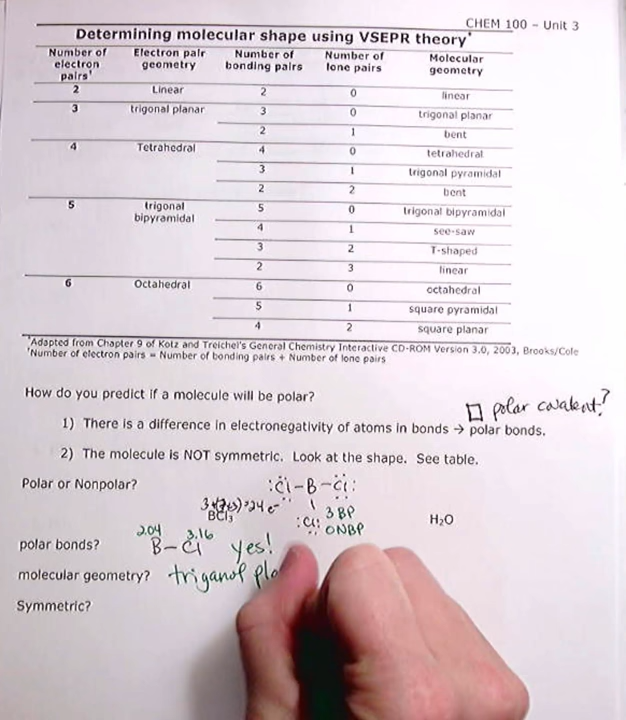 CHEM 100 - Unit 3
Determining molecular shape using VSEPR theory*
Number of electron pairs† Electron pair geometry Number of bonding pairs Number of lone pairs Molecular geometry
2 Linear 2 0 linear
3 trigonal planar 3 0 trigonal planar
2 1 bent
4 Tetrahedral 4 0 tetrahedral
3 1 trigonal pyramidal
2 2 bent
5 trigonal bipyramidal 5 0 trigonal bipyramidal
4 1 see-saw
3 2 T-shaped
2 3 linear
6 Octahedral 6 0 octahedral
5 1 square pyramidal
4 2 square planar
*Adapted from Chapter 9 of Kotz and Treichel's General Chemistry Interactive CD-ROM Version 3.0, 2003, Brooks/Cole
†Number of electron pairs = Number of bonding pairs + Number of lone pairs
How do you predict if a molecule will be polar?
polar covalent?
1) There is a difference in electronegativity of atoms in bonds → polar bonds.
2) The molecule is NOT symmetric. Look at the shape. See table.
Polar or Nonpolar? :Cl-B-Cl:
BCl₃ :Cl: 3 BP H₂O
0NBP
2.04 3.16
polar bonds? B-Cl yes!
molecular geometry? triganol pla
Symmetric?